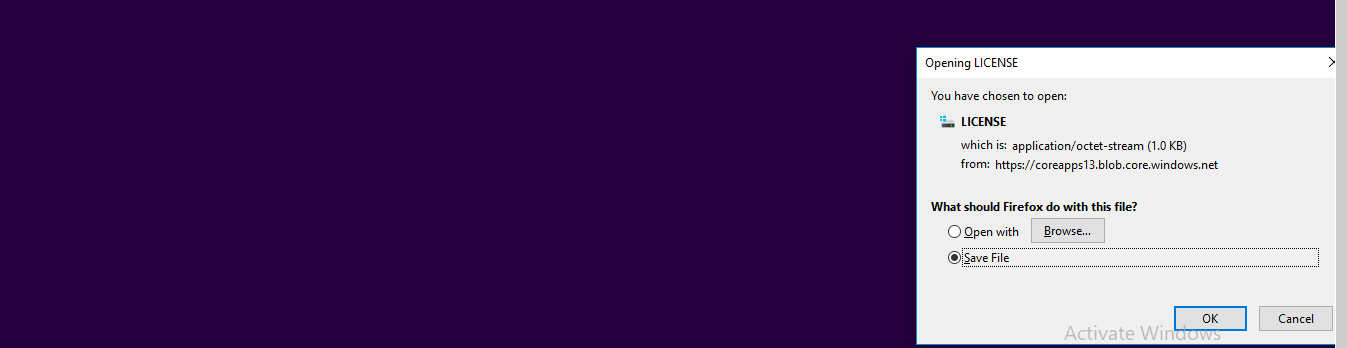 Opening LICENSE
You have chosen to open:
LICENSE
which is: application/octet-stream (1.0 KB)
from: https://coreapps13.blob.core.windows.net
What should Firefox do with this file?
Open with Browse...
Save File
OK Cancel
Activate Windows